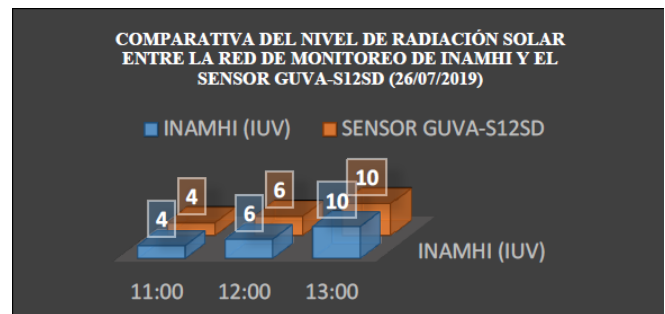 COMPARATIVA DEL NIVEL DE RADIACIÓN SOLAR
ENTRE LA RED DE MONITOREO DE INAMHI Y EL
SENSOR GUVA-S12SD (26/07/2019)
INAMHI (IUV) SENSOR GUVA-S12SD
4 6 10
4 6 10
INAMHI (IUV)
11:00 12:00 13:00